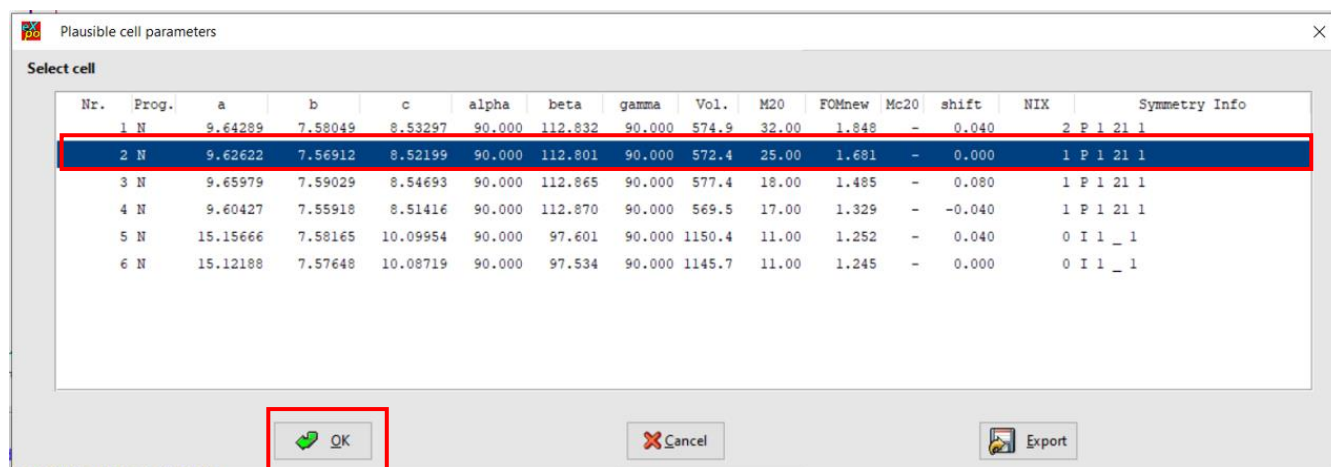 Plausible cell parameters
Select cell
Nr. Prog. a b c alpha beta gamma Vol. M20 FOMnew Mc20 shift NIX Symmetry Info
1 N 9.64289 7.58049 8.53297 90.000 112.832 90.000 574.9 32.00 1.848 - 0.040 2 P 1 21 1
2 N 9.62622 7.56912 8.52199 90.000 112.801 90.000 572.4 25.00 1.681 - 0.000 1 P 1 21 1
3 N 9.65979 7.59029 8.54693 90.000 112.865 90.000 577.4 18.00 1.485 - 0.080 1 P 1 21 1
4 N 9.60427 7.55918 8.51416 90.000 112.870 90.000 569.5 17.00 1.329 - -0.040 1 P 1 21 1
5 N 15.15666 7.58165 10.09954 90.000 97.601 90.000 1150.4 11.00 1.252 - 0.040 0 I 1 _ 1
6 N 15.12188 7.57648 10.08719 90.000 97.534 90.000 1145.7 11.00 1.245 - 0.000 0 I 1 _ 1
OK Cancel Export